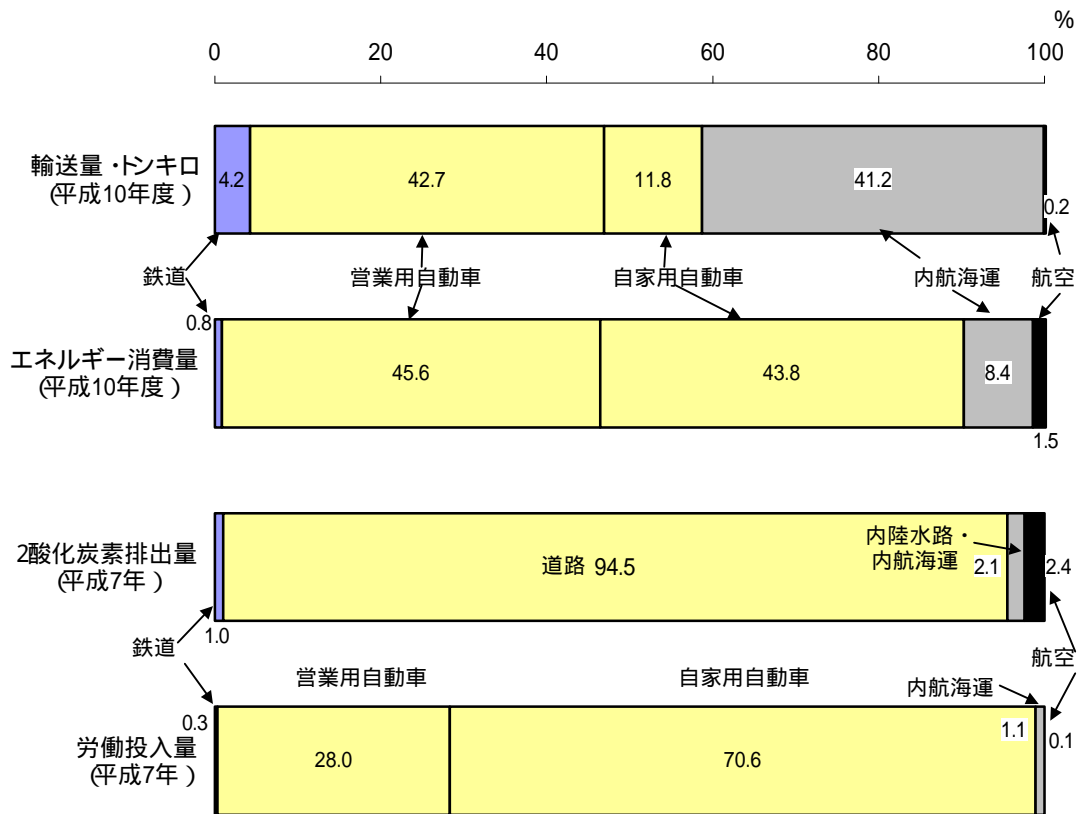 %
0 20 40 60 80 100
輸送量・トンキロ
(平成10年度)
4.2 42.7 11.8 41.2 0.2
鉄道 営業用自動車 自家用自動車 内航海運 航空
0.8
エネルギー消費量
(平成10年度)
45.6 43.8 8.4
1.5
2酸化炭素排出量
(平成7年)
道路 94.5
2.1
内陸水路・
内航海運
2.4
1.0
鉄道
航空
営業用自動車 自家用自動車 内航海運
0.3
労働投入量
(平成7年)
28.0 70.6 1.1 0.1